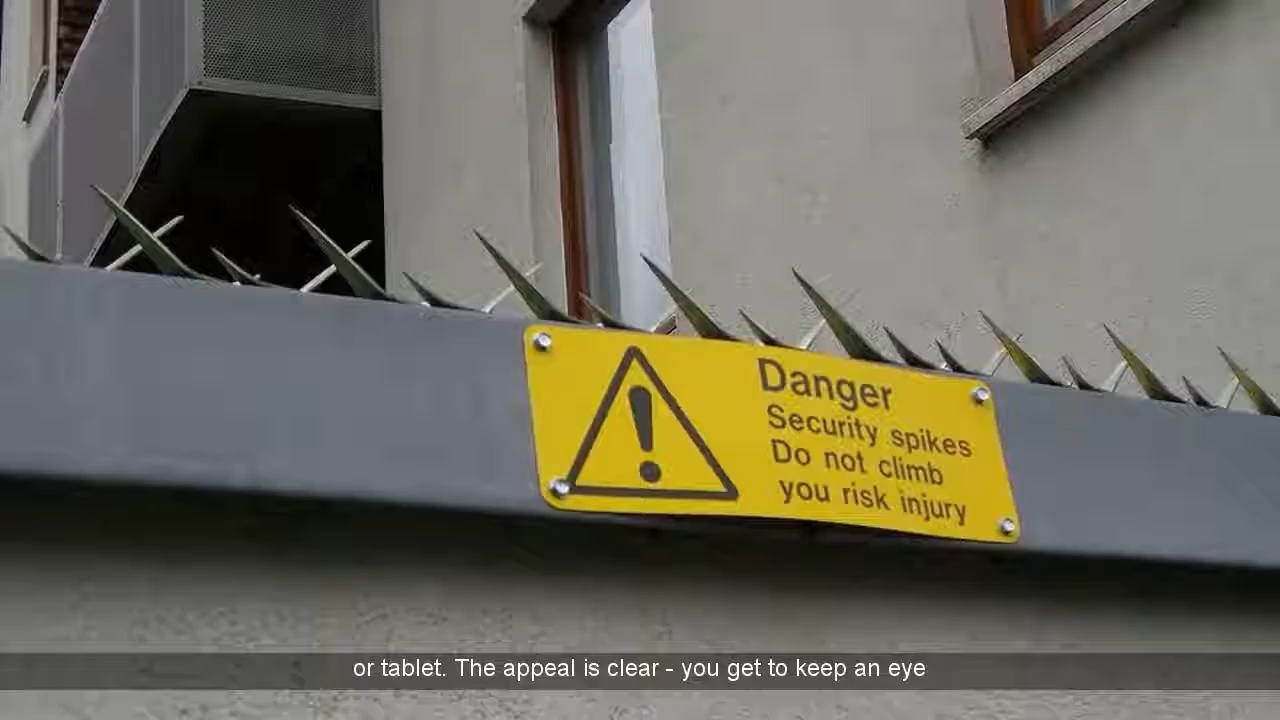 Danger
Security spikes
Do not climb
you risk injury
or tablet. The appeal is clear - you get to keep an eye